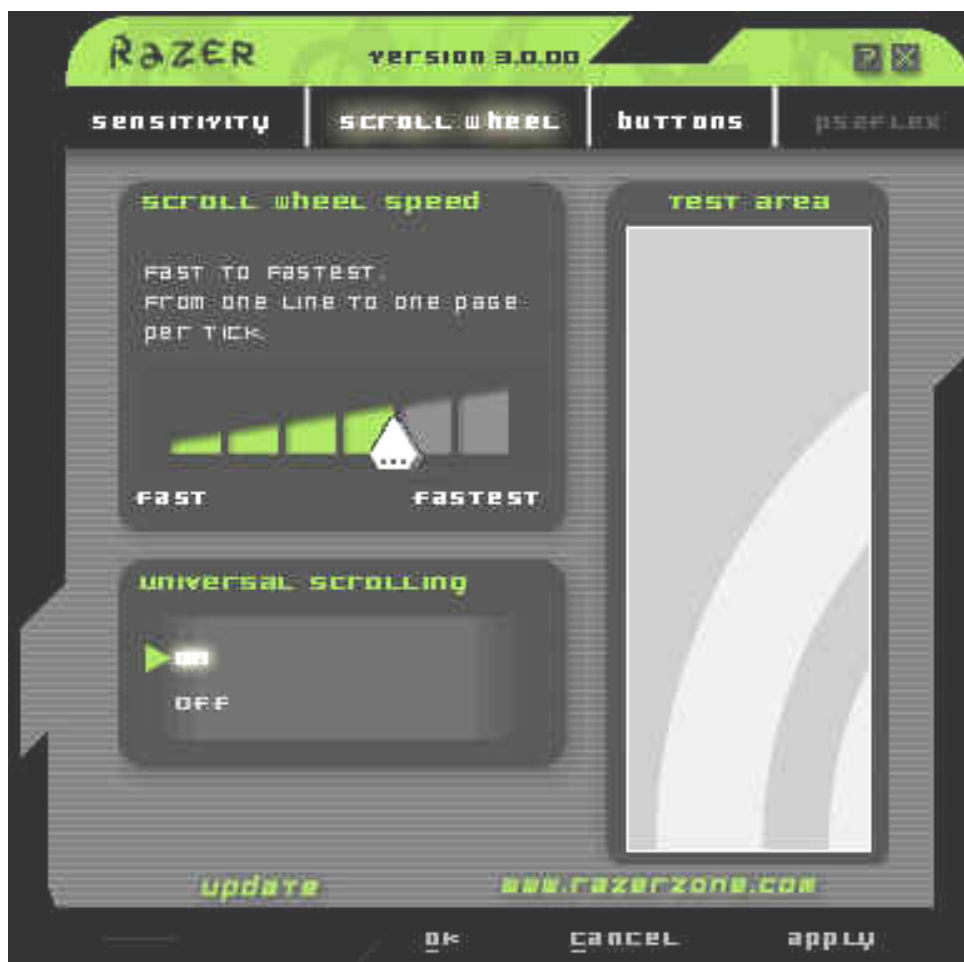 RAZER
version 3.0.00
? X
sensitivity
scroll wheel
buttons
ps2flex
scroll wheel speed
fast to fastest.
from one line to one page
per tick
fast
fastest
test area
universal scrolling
on
off
update
www.razerzone.com
ok
cancel
apply